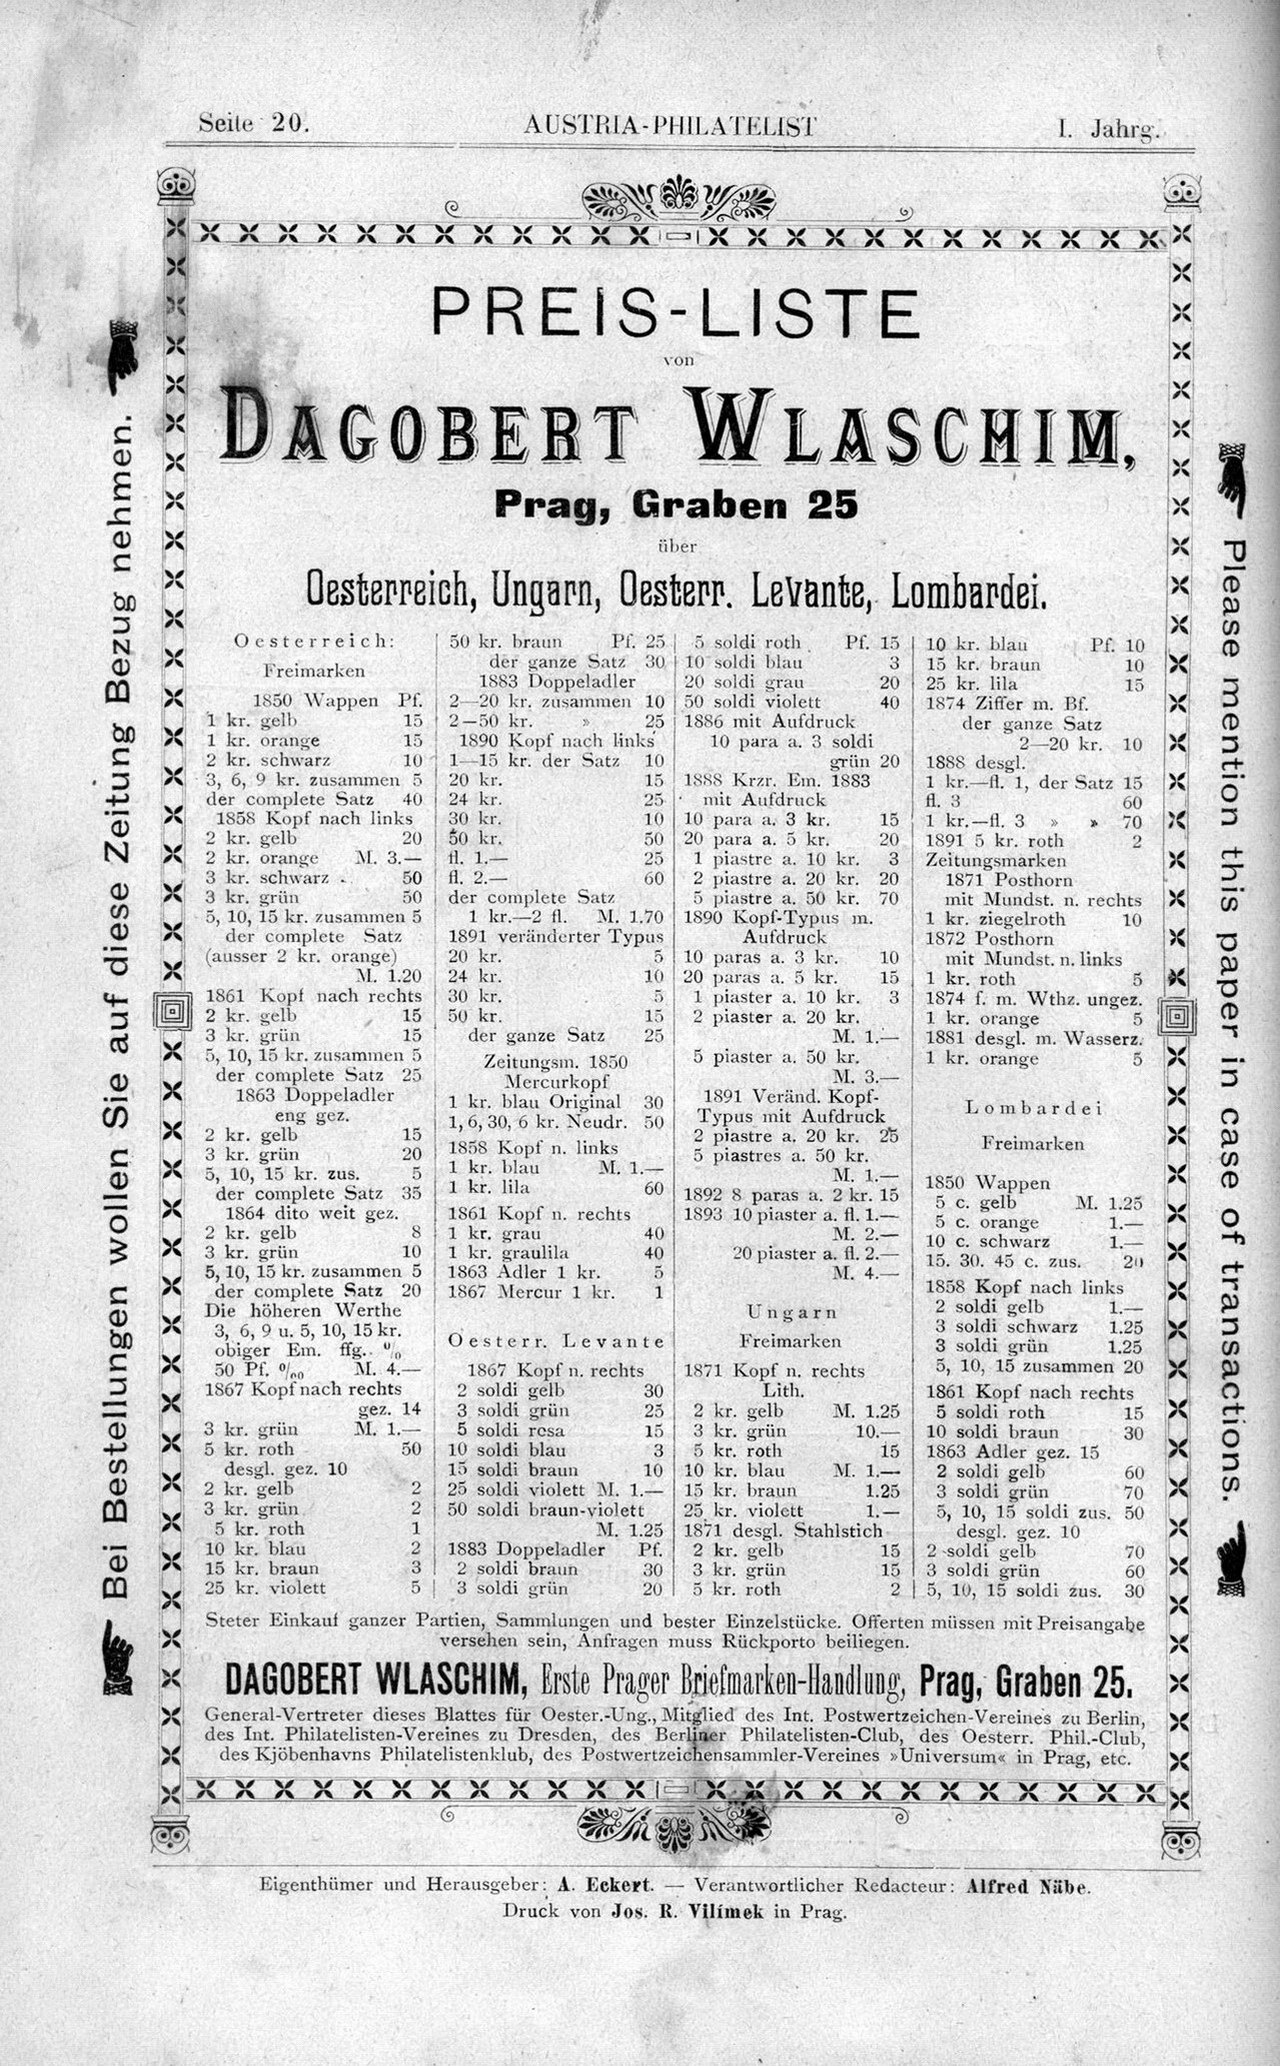 Seite 20.
AUSTRIA-PHILATELIST
I. Jahrg.
Bei Bestellungen wollen Sie auf diese Zeitung Bezug nehmen.
PREIS-LISTE
von
DAGOBERT WLASCHIM,
Prag, Graben 25
über
Oesterreich, Ungarn, Oesterr. Levante, Lombardei.
Oesterreich:
Freimarken
1850 Wappen Pf.
1 kr. gelb 15
1 kr. orange 15
2 kr. schwarz 10
3, 6, 9 kr. zusammen 5
der complete Satz 40
1858 Kopf nach links
2 kr. gelb 20
2 kr. orange M. 3.—
3 kr. schwarz 50
3 kr. grün 50
5, 10, 15 kr. zusammen 5
der complete Satz
(ausser 2 kr. orange)
M. 1.20
1861 Kopf nach rechts
2 kr. gelb 15
3 kr. grün 15
5, 10, 15 kr. zusammen 5
der complete Satz 25
1863 Doppeladler
eng gez.
2 kr. gelb 15
3 kr. grün 20
5, 10, 15 kr. zus. 5
der complete Satz 35
1864 dito weit gez.
2 kr. gelb 8
3 kr. grün 10
5, 10, 15 kr. zusammen 5
der complete Satz 20
Die höheren Werthe
3, 6, 9 u. 5, 10, 15 kr.
obiger Em. ffg. %
50 Pf. ‰ M. 4.—
1867 Kopf nach rechts
gez. 14
3 kr. grün M. 1.—
5 kr. roth 50
desgl. gez. 10
2 kr. gelb 2
3 kr. grün 2
5 kr. roth 1
10 kr. blau 2
15 kr. braun 3
25 kr. violett 5
50 kr. braun Pf. 25
der ganze Satz 30
1883 Doppeladler
2—20 kr. zusammen 10
2—50 kr. » 25
1890 Kopf nach links
1—15 kr. der Satz 10
20 kr. 15
24 kr. 25
30 kr. 10
50 kr. 50
fl. 1.— 25
fl. 2.— 60
der complete Satz
1 kr.—2 fl. M. 1.70
1891 veränderter Typus
20 kr. 5
24 kr. 10
30 kr. 5
50 kr. 15
der ganze Satz 25
Zeitungsm. 1850
Mercurkopf
1 kr. blau Original 30
1, 6, 30, 6 kr. Neudr. 50
1858 Kopf n. links
1 kr. blau M. 1.—
1 kr. lila 60
1861 Kopf n. rechts
1 kr. grau 40
1 kr. graulila 40
1863 Adler 1 kr. 5
1867 Mercur 1 kr. 1
Oesterr. Levante
1867 Kopf n. rechts
2 soldi gelb 30
3 soldi grün 25
5 soldi rosa 15
10 soldi blau 3
15 soldi braun 10
25 soldi violett M. 1.—
50 soldi braun-violett
M. 1.25
1883 Doppeladler Pf.
2 soldi braun 30
3 soldi grün 20
5 soldi roth Pf. 15
10 soldi blau 3
20 soldi grau 20
50 soldi violett 40
1886 mit Aufdruck
10 para a. 3 soldi
grün 20
1888 Krzr. Em. 1883
mit Aufdruck
10 para a. 3 kr. 15
20 para a. 5 kr. 20
1 piastre a. 10 kr. 3
2 piastre a. 20 kr. 20
5 piastre a. 50 kr. 70
1890 Kopf-Typus m.
Aufdruck
10 paras a. 3 kr. 10
20 paras a. 5 kr. 15
1 piaster a. 10 kr. 3
2 piaster a. 20 kr.
M. 1.—
5 piaster a. 50 kr.
M. 3.—
1891 Veränd. Kopf-
Typus mit Aufdruck
2 piastre a. 20 kr. 25
5 piastres a. 50 kr.
M. 1.—
1892 8 paras a. 2 kr. 15
1893 10 piaster a. fl. 1.—
M. 2.—
20 piaster a. fl. 2.—
M. 4.—
Ungarn
Freimarken
1871 Kopf n. rechts
Lith.
2 kr. gelb M. 1.25
3 kr. grün 10.—
5 kr. roth 15
10 kr. blau M. 1.—
15 kr. braun 1.25
25 kr. violett 1.—
1871 desgl. Stahlstich
2 kr. gelb 15
3 kr. grün 15
5 kr. roth 2
10 kr. blau Pf. 10
15 kr. braun 10
25 kr. lila 15
1874 Ziffer m. Bf.
der ganze Satz
2—20 kr. 10
1888 desgl.
1 kr.—fl. 1, der Satz 15
fl. 3 60
1 kr.—fl. 3 » » 70
1891 5 kr. roth 2
Zeitungsmarken
1871 Posthorn
mit Mundst. n. rechts
1 kr. ziegelroth 10
1872 Posthorn
mit Mundst. n. links
1 kr. roth 5
1874 f. m. Wthz. ungez.
1 kr. orange 5
1881 desgl. m. Wasserz.
1 kr. orange 5
Lombardei
Freimarken
1850 Wappen
5 c. gelb M. 1.25
5 c. orange 1.—
10 c. schwarz 1.—
15. 30. 45 c. zus. 20
1858 Kopf nach links
2 soldi gelb 1.—
3 soldi schwarz 1.25
3 soldi grün 1.25
5, 10, 15 zusammen 20
1861 Kopf nach rechts
5 soldi roth 15
10 soldi braun 30
1863 Adler gez. 15
2 soldi gelb 60
3 soldi grün 70
5, 10, 15 soldi zus. 50
desgl. gez. 10
2 soldi gelb 70
3 soldi grün 60
5, 10, 15 soldi zus. 30
Please mention this paper in case of transactions.
Steter Einkauf ganzer Partien, Sammlungen und bester Einzelstücke. Offerten müssen mit Preisangabe
versehen sein, Anfragen muss Rückporto beiliegen.
DAGOBERT WLASCHIM, Erste Prager Briefmarken-Handlung, Prag, Graben 25.
General-Vertreter dieses Blattes für Oester.-Ung., Mitglied des Int. Postwertzeichen-Vereines zu Berlin,
des Int. Philatelisten-Vereines zu Dresden, des Berliner Philatelisten-Club, des Oesterr. Phil.-Club,
des Kjöbenhavns Philatelistenklub, des Postwertzeichensammler-Vereines »Universum« in Prag, etc.
Eigenthümer und Herausgeber: A. Eckert. — Verantwortlicher Redacteur: Alfred Näbe.
Druck von Jos. R. Vilímek in Prag.